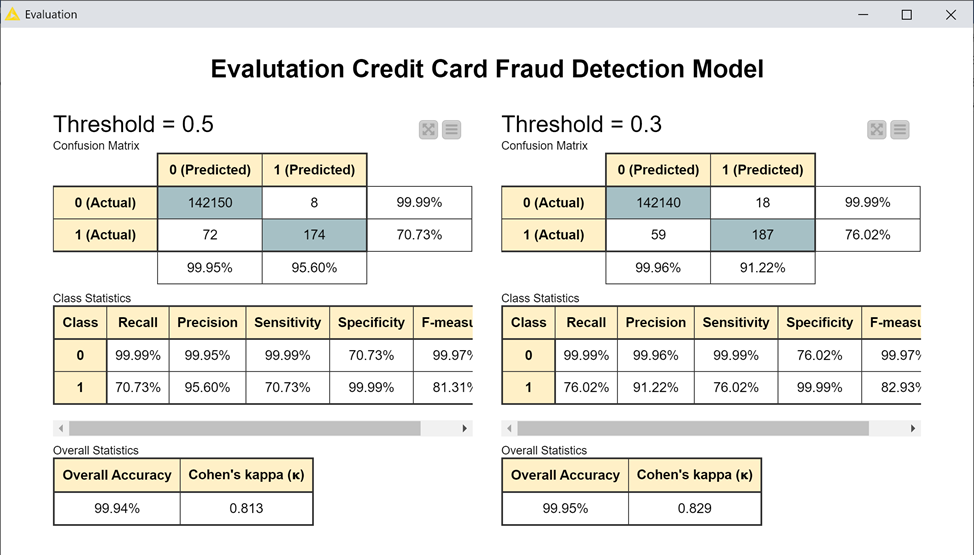 Evaluation
Evalutation Credit Card Fraud Detection Model
Threshold = 0.5
Confusion Matrix
0 (Predicted) 1 (Predicted)
0 (Actual) 142150 8 99.99%
1 (Actual) 72 174 70.73%
99.95% 95.60%
Class Statistics
Class Recall Precision Sensitivity Specificity F-measu
0 99.99% 99.95% 99.99% 70.73% 99.97%
1 70.73% 95.60% 70.73% 99.99% 81.31%
Overall Statistics
Overall Accuracy Cohen's kappa (κ)
99.94% 0.813
Threshold = 0.3
Confusion Matrix
0 (Predicted) 1 (Predicted)
0 (Actual) 142140 18 99.99%
1 (Actual) 59 187 76.02%
99.96% 91.22%
Class Statistics
Class Recall Precision Sensitivity Specificity F-measu
0 99.99% 99.96% 99.99% 76.02% 99.97%
1 76.02% 91.22% 76.02% 99.99% 82.93%
Overall Statistics
Overall Accuracy Cohen's kappa (κ)
99.95% 0.829